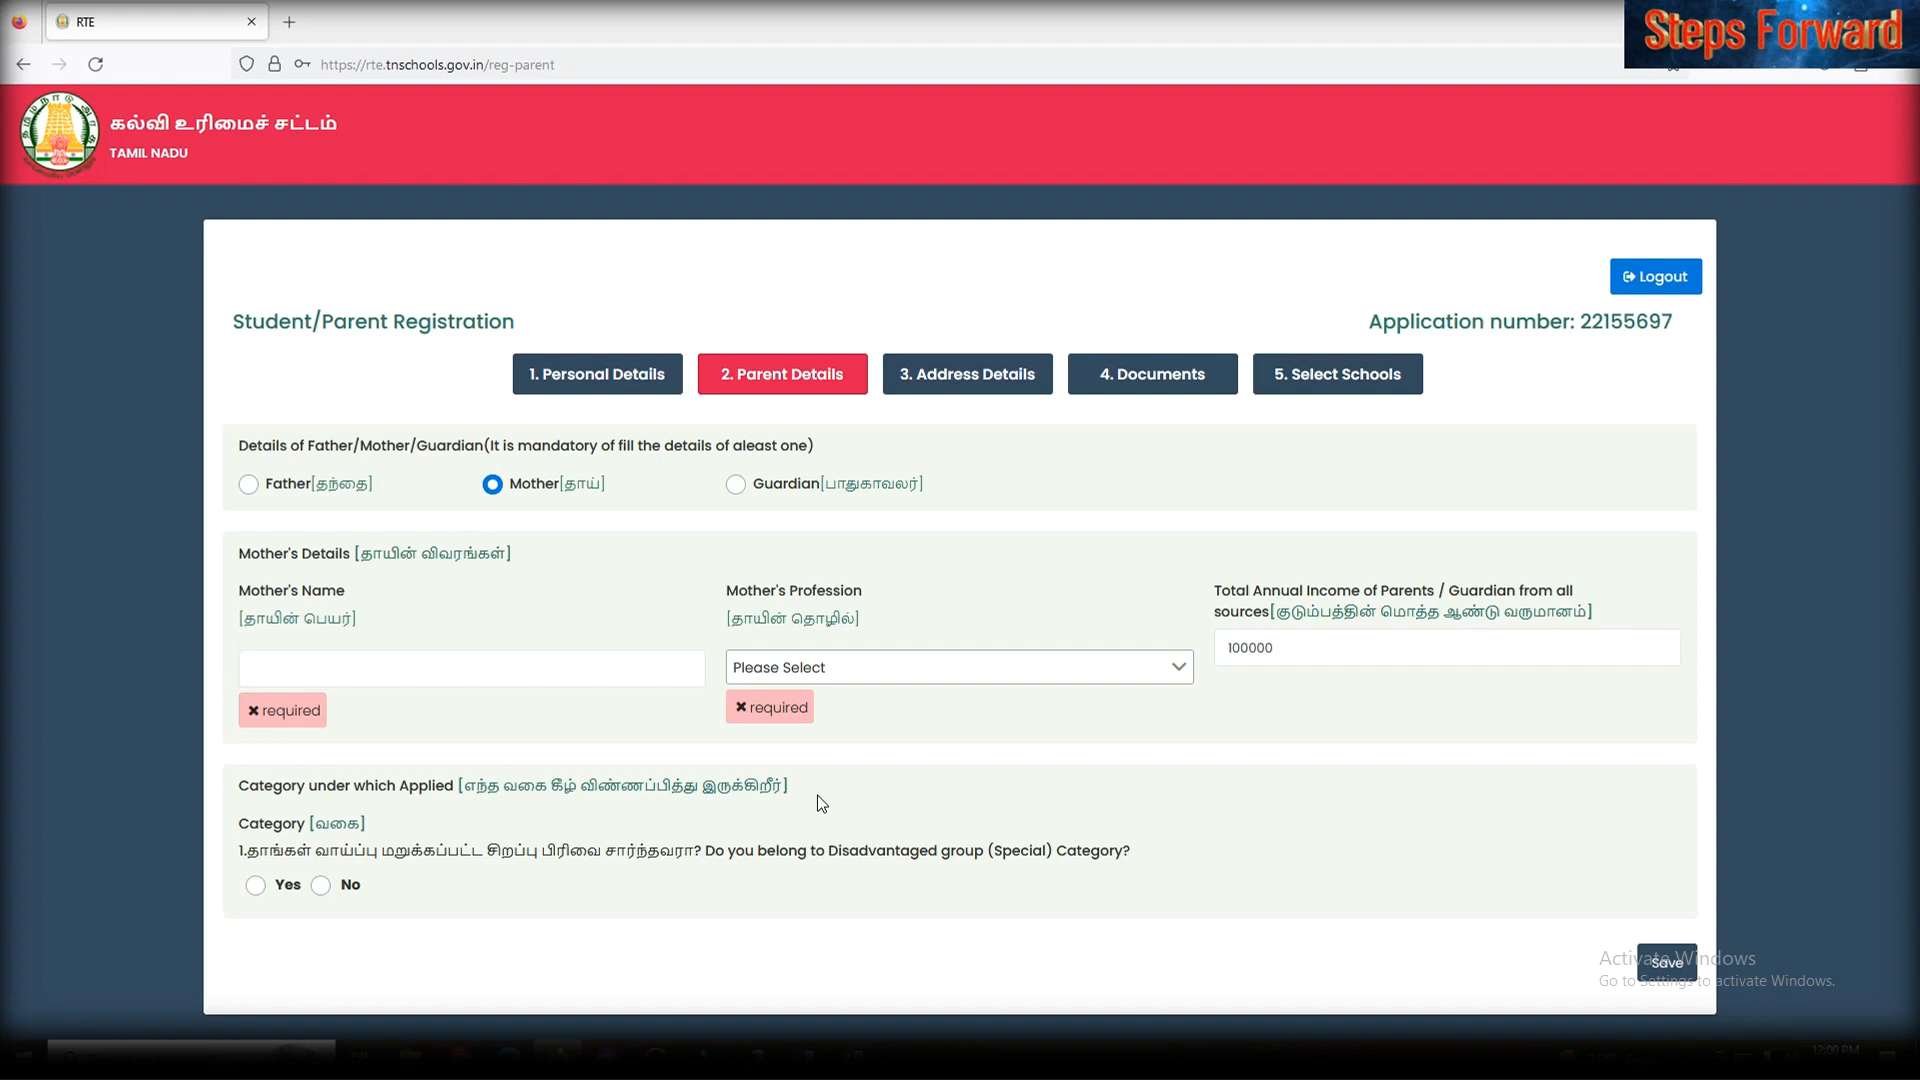 RTE
Steps Forward
https://rte.tnschools.gov.in/reg-parent
கல்வி உரிமைச் சட்டம்
TAMIL NADU
Logout
Student/Parent Registration
Application number: 22155697
1. Personal Details
2. Parent Details
3. Address Details
4. Documents
5. Select Schools
Details of Father/Mother/Guardian(It is mandatory of fill the details of aleast one)
Father[தந்தை]
Mother[தாய்]
Guardian[பாதுகாவலர்]
Mother's Details [தாயின் விவரங்கள்]
Mother's Name
[தாயின் பெயர்]
required
Mother's Profession
[தாயின் தொழில்]
Please Select
required
Total Annual Income of Parents / Guardian from all
sources[குடும்பத்தின் மொத்த ஆண்டு வருமானம்]
100000
Category under which Applied [எந்த வகை கீழ் விண்ணப்பித்து இருக்கிறீர்]
Category [வகை]
1.தாங்கள் வாய்ப்பு மறுக்கப்பட்ட சிறப்பு பிரிவை சார்ந்தவரா? Do you belong to Disadvantaged group (Special) Category?
Yes
No
Save
Activate Windows
Go to Settings to activate Windows.
12:00 PM